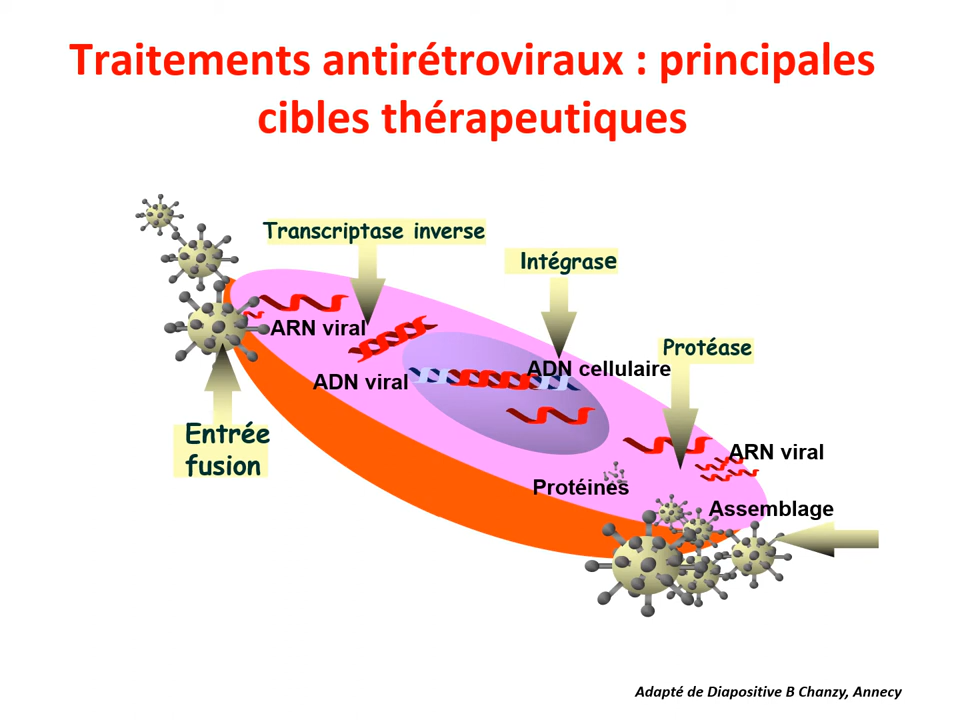 Traitements antirétroviraux : principales
cibles thérapeutiques
Transcriptase inverse
Intégrase
ARN viral
Protéase
ADN cellulaire
ADN viral
Entrée
fusion
ARN viral
Protéines
Assemblage
Adapté de Diapositive B Chanzy, Annecy